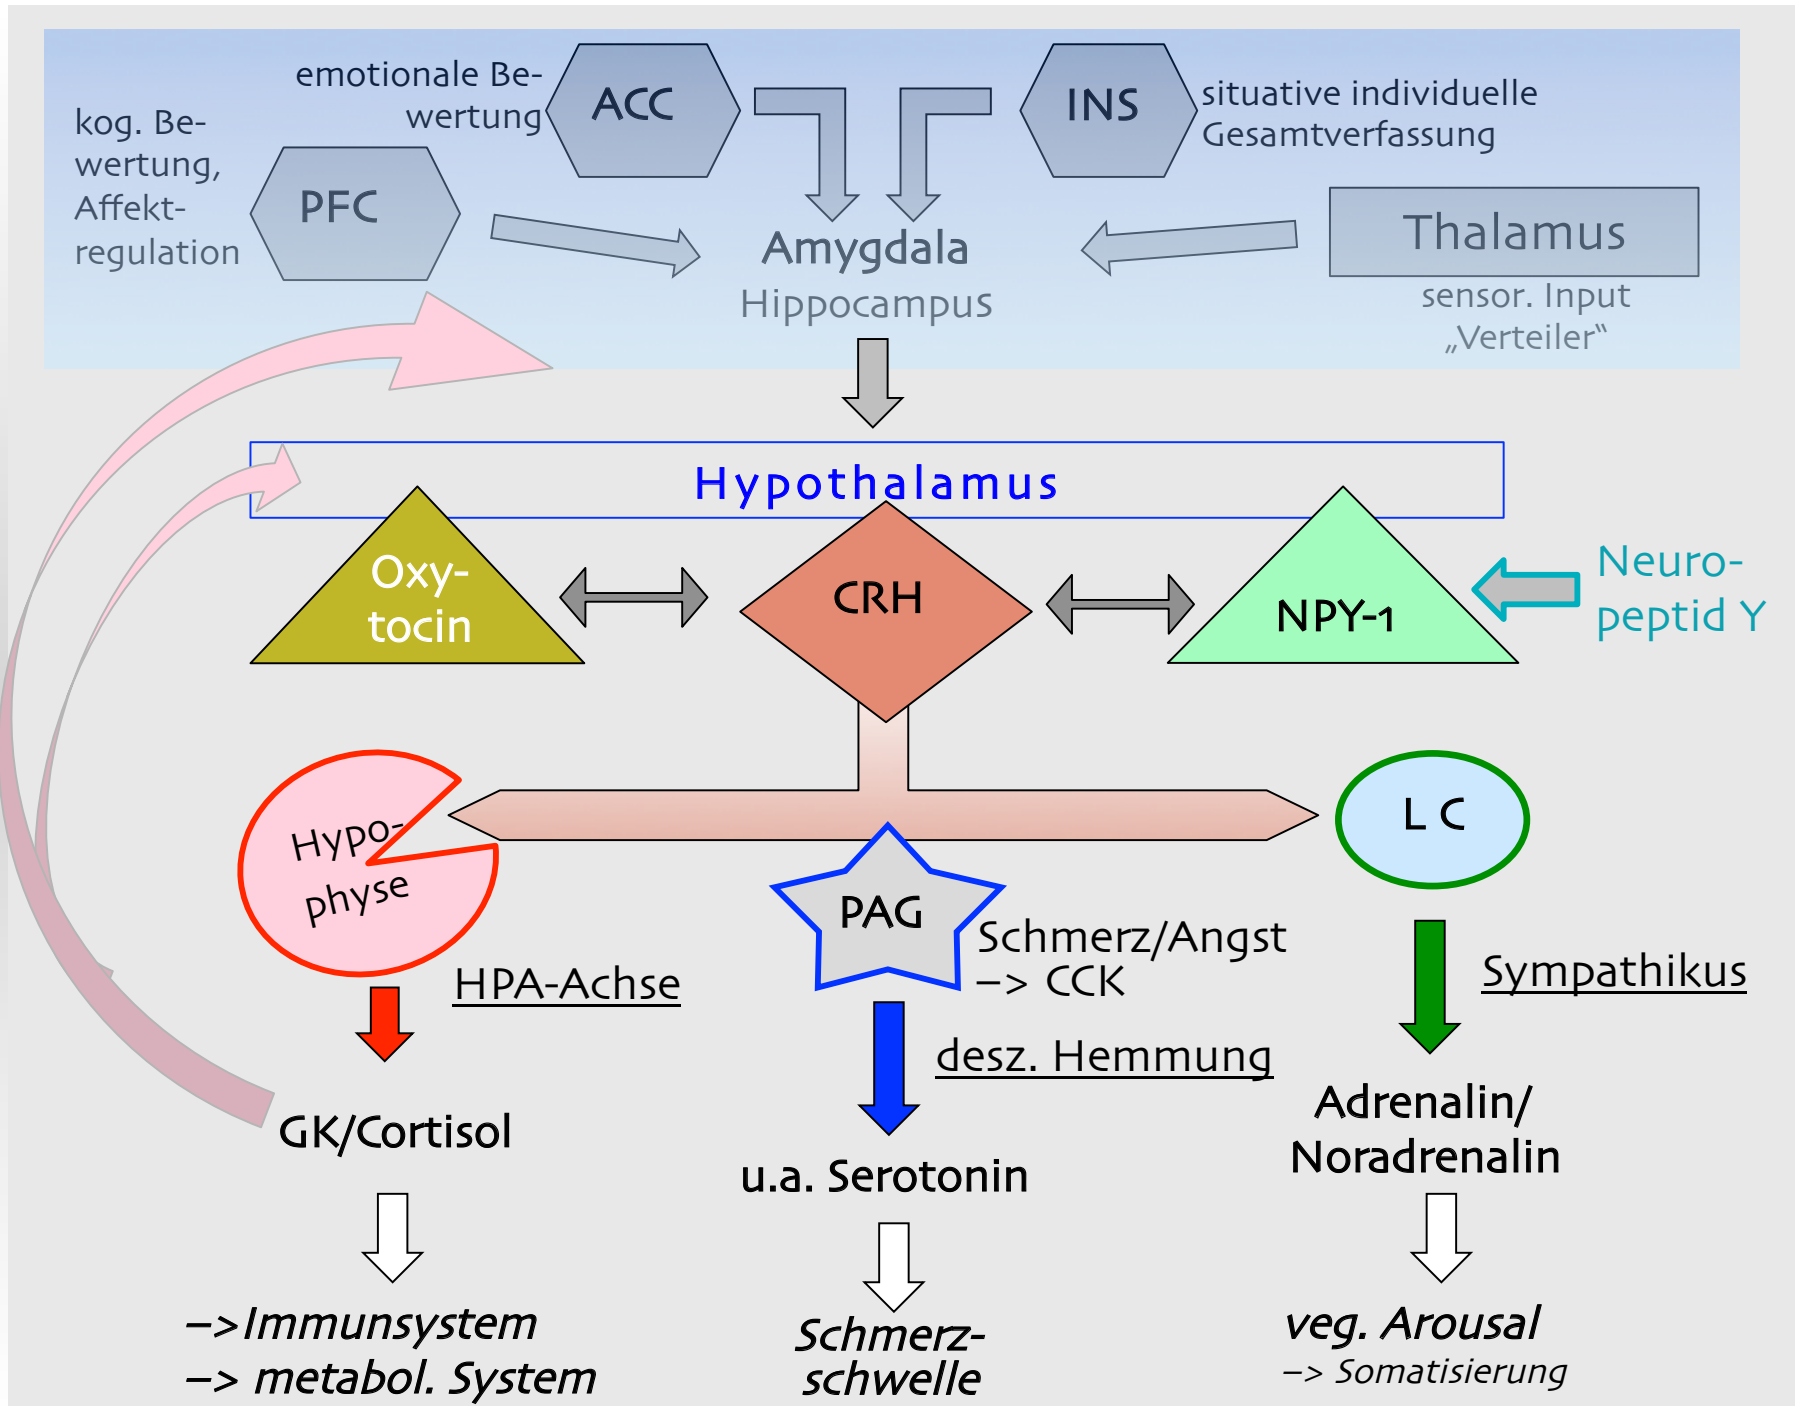 emotionale Be-
wertung
ACC
INS
situative individuelle
Gesamtverfassung
kog. Be-
wertung,
Affekt-
regulation
PFC
Amygdala
Hippocampus
Thalamus
sensor. Input
„Verteiler“
Hypothalamus
Oxy-
tocin
CRH
NPY-1
Neuro-
peptid Y
Hypo-
physe
PAG
L C
Schmerz/Angst
–> CCK
HPA-Achse
desz. Hemmung
Sympathikus
GK/Cortisol
u.a. Serotonin
Adrenalin/
Noradrenalin
–>Immunsystem
–> metabol. System
Schmerz-
schwelle
veg. Arousal
–> Somatisierung